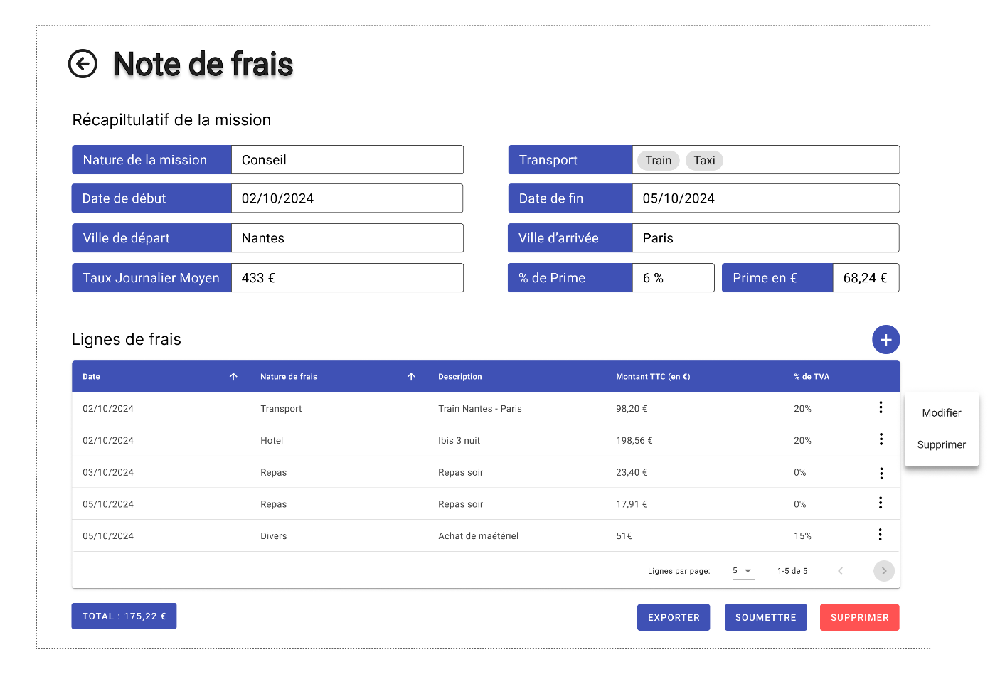 Note de frais
Récapiltulatif de la mission
Nature de la mission Conseil
Transport Train Taxi
Date de début 02/10/2024
Date de fin 05/10/2024
Ville de départ Nantes
Ville d'arrivée Paris
Taux Journalier Moyen 433 €
% de Prime 6 % Prime en € 68,24 €
Lignes de frais
Date Nature de frais Description Montant TTC (en €) % de TVA
02/10/2024 Transport Train Nantes - Paris 98,20 € 20%
Modifier
02/10/2024 Hotel Ibis 3 nuit 198,56 € 20%
Supprimer
03/10/2024 Repas Repas soir 23,40 € 0%
05/10/2024 Repas Repas soir 17,91 € 0%
05/10/2024 Divers Achat de maétériel 51€ 15%
Lignes par page: 5 1-5 de 5
TOTAL : 175,22 €
EXPORTER SOUMETTRE SUPPRIMER